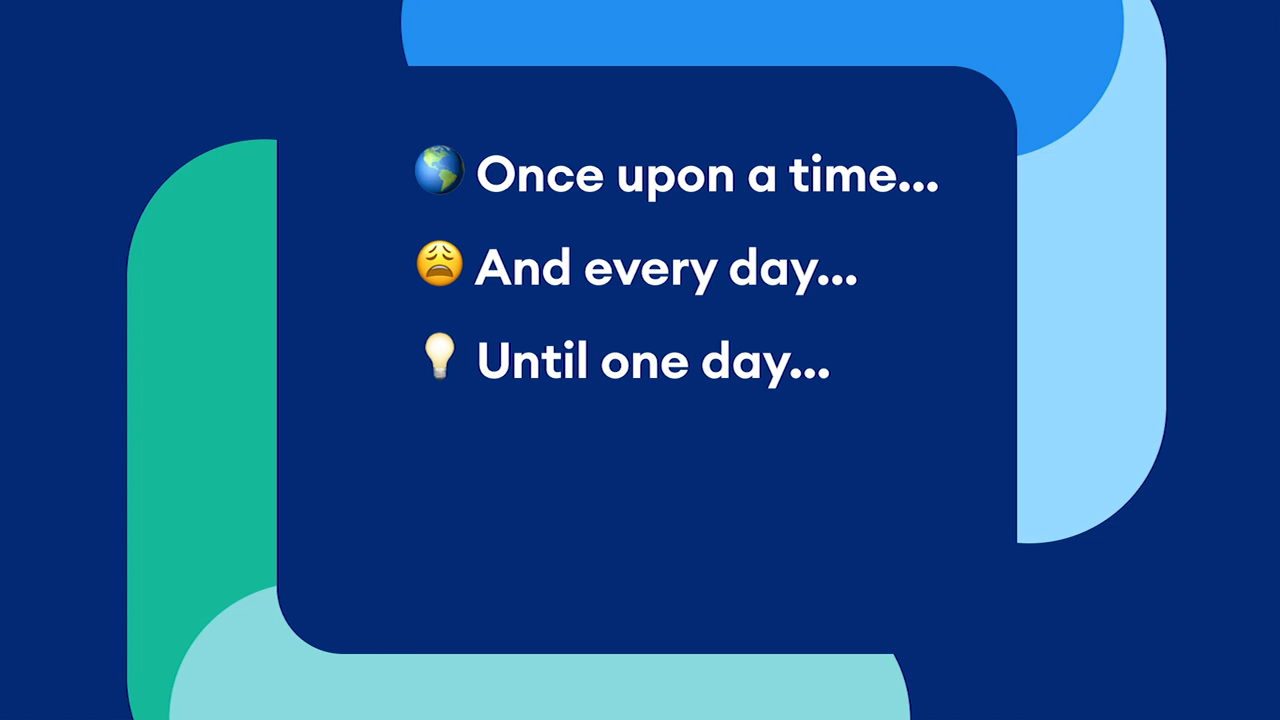 🌎 Once upon a time...
😩 And every day...
💡 Until one day...